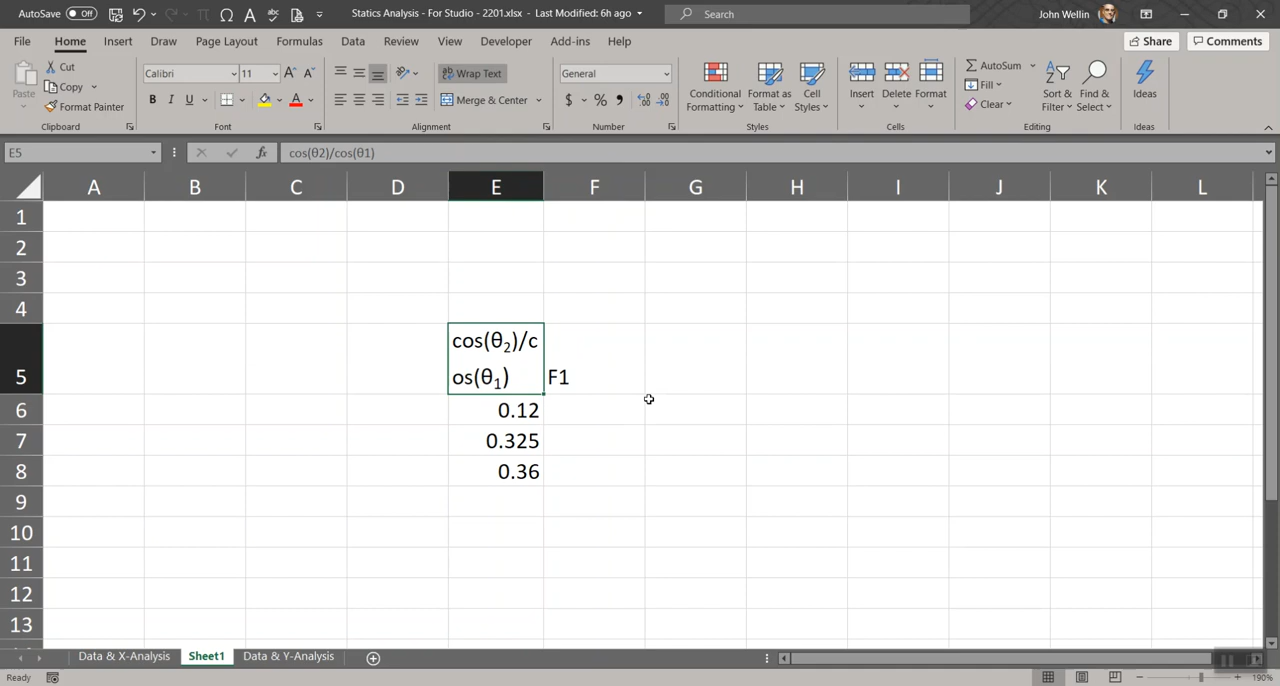 AutoSave Off Statics Analysis - For Studio - 2201.xlsx - Last Modified: 6h ago Search John Wellin
File Home Insert Draw Page Layout Formulas Data Review View Developer Add-ins Help Share Comments
Paste Cut Copy Format Painter Clipboard
Calibri 11 B I U Font
Wrap Text Merge & Center Alignment
General $ % , Number
Conditional Formatting Format as Table Cell Styles Styles
Insert Delete Format Cells
AutoSum Fill Clear Sort & Filter Find & Select Editing
Ideas Ideas
E5 fx cos(θ2)/cos(θ1)
A B C D E F G H I J K L
1
2
3
4
cos(θ₂)/c
5 os(θ₁) F1
6 0.12
7 0.325
8 0.36
9
10
11
12
13
Data & X-Analysis Sheet1 Data & Y-Analysis
Ready 190%